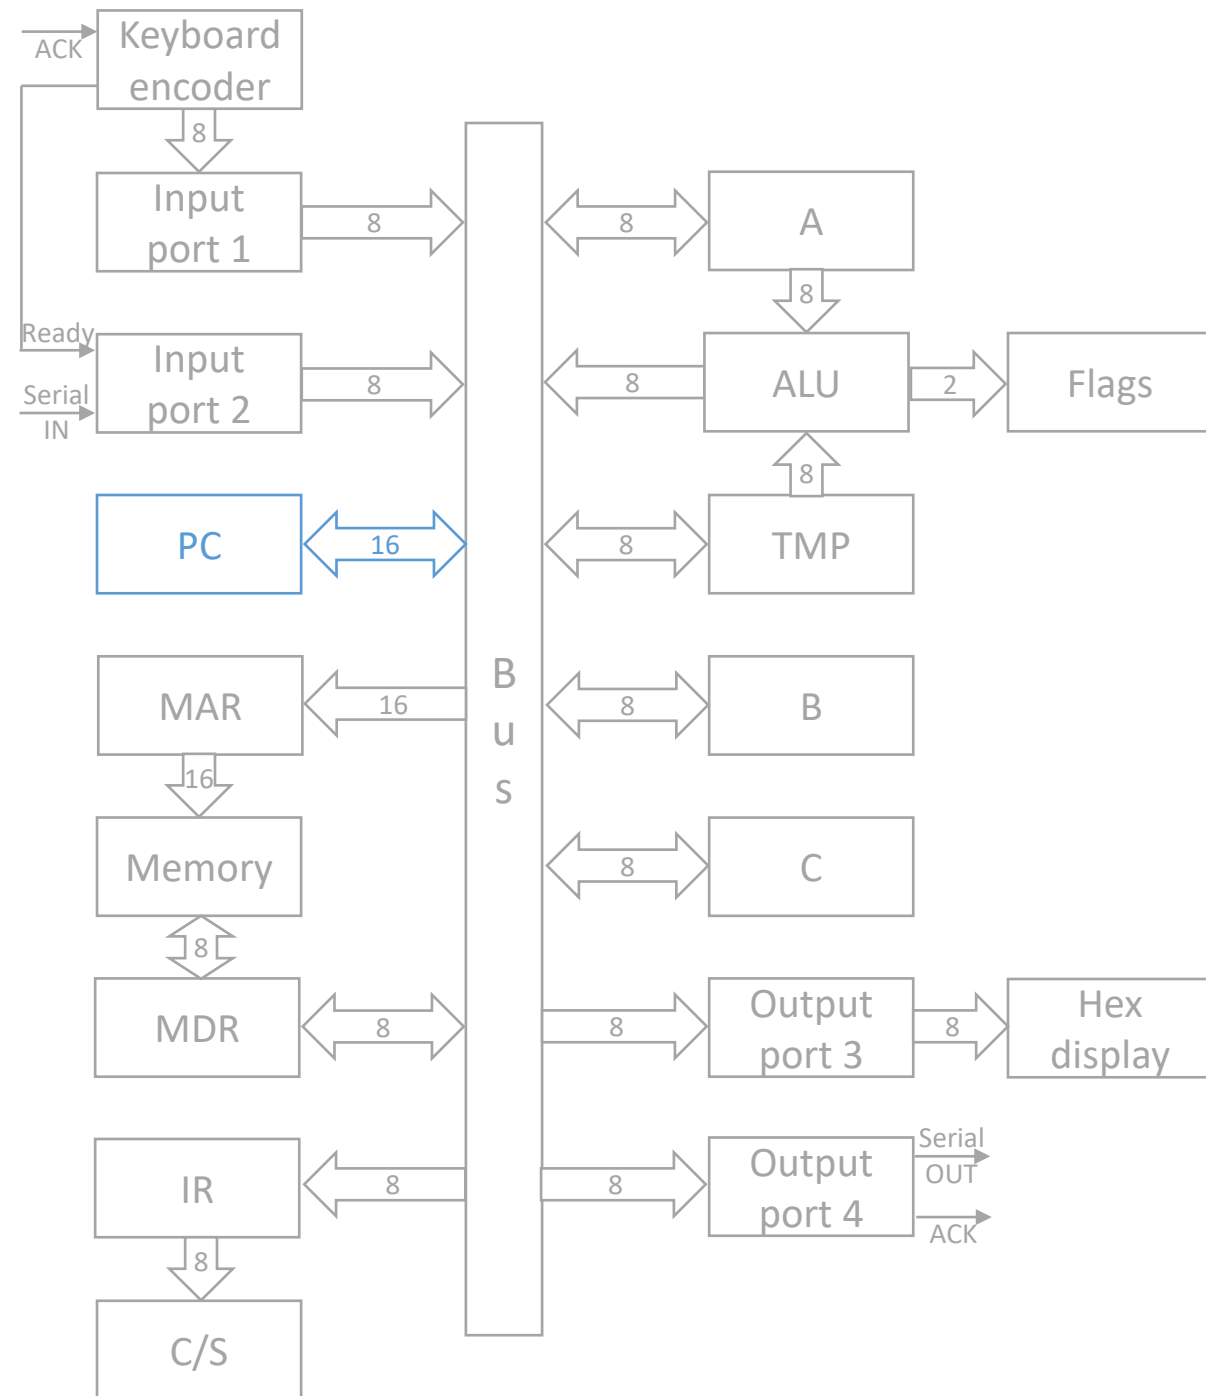 ACK
Keyboard
encoder
8
Input
port 1
8
8
A
8
Ready
Serial
IN
Input
port 2
8
8
ALU
2
Flags
8
PC
16
8
TMP
MAR
16
B
u
s
8
B
16
Memory
8
C
8
MDR
8
8
Output
port 3
8
Hex
display
IR
8
8
Output
port 4
Serial
OUT
ACK
8
C/S